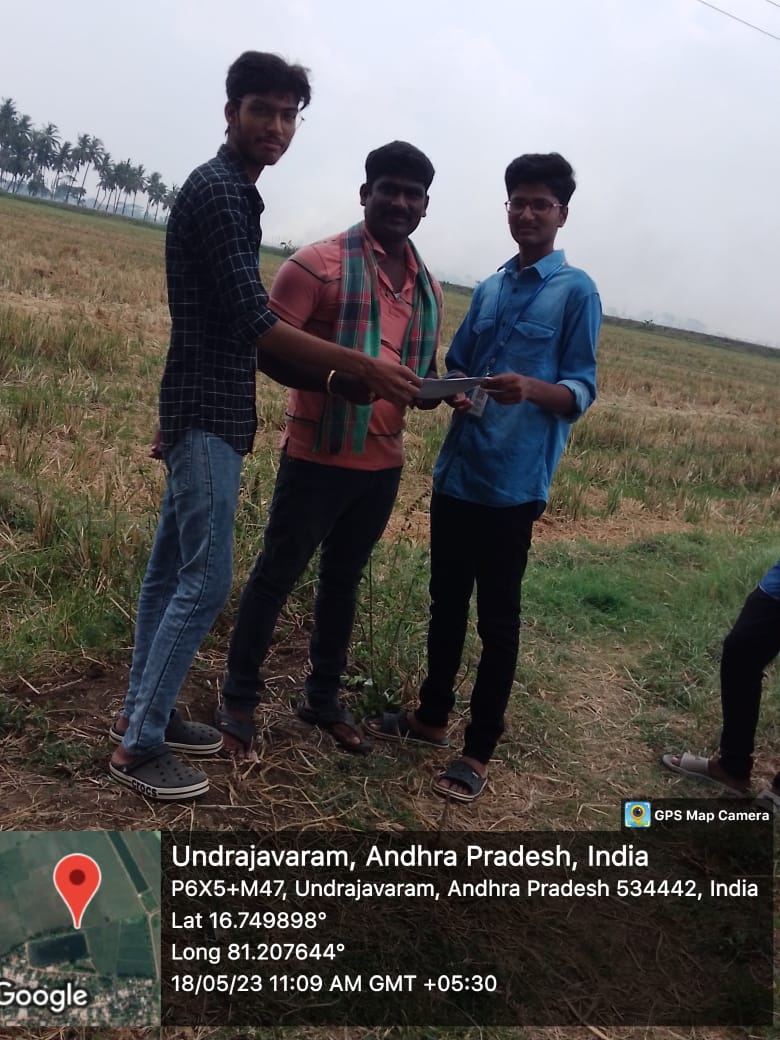 crocs
GPS Map Camera
Undrajavaram, Andhra Pradesh, India
P6X5+M47, Undrajavaram, Andhra Pradesh 534442, India
Lat 16.749898°
Long 81.207644°
18/05/23 11:09 AM GMT +05:30
Google